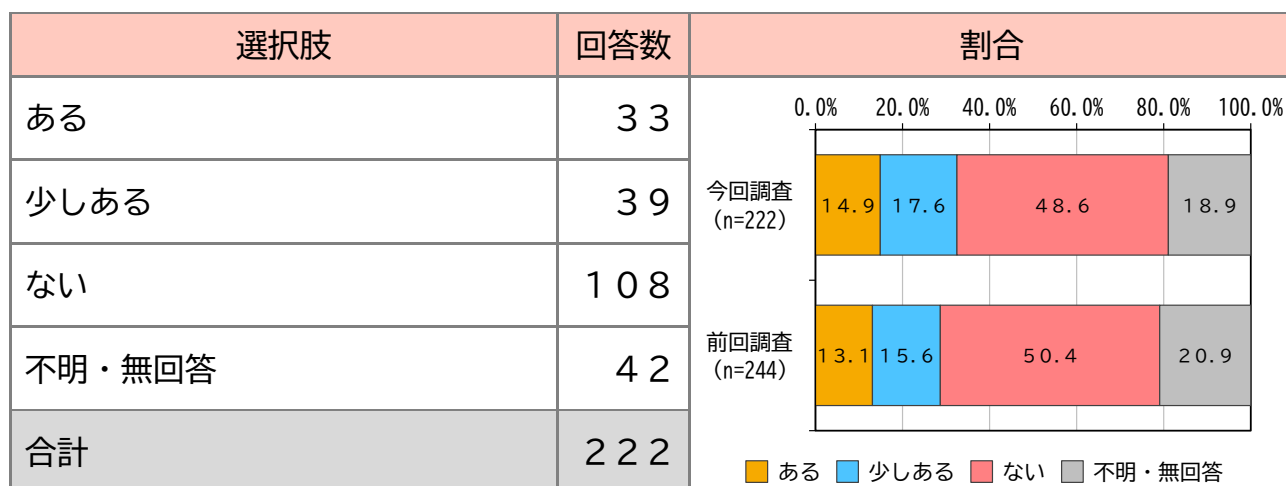 選択肢 回答数 割合
ある ３３
少しある ３９
ない １０８
不明・無回答 ４２
合計 ２２２
0.0% 20.0% 40.0% 60.0% 80.0% 100.0%
今回調査
(n=222)
１４.９ １７.６ ４８.６ １８.９
前回調査
(n=244)
１３.１ １５.６ ５０.４ ２０.９
ある 少しある ない 不明・無回答